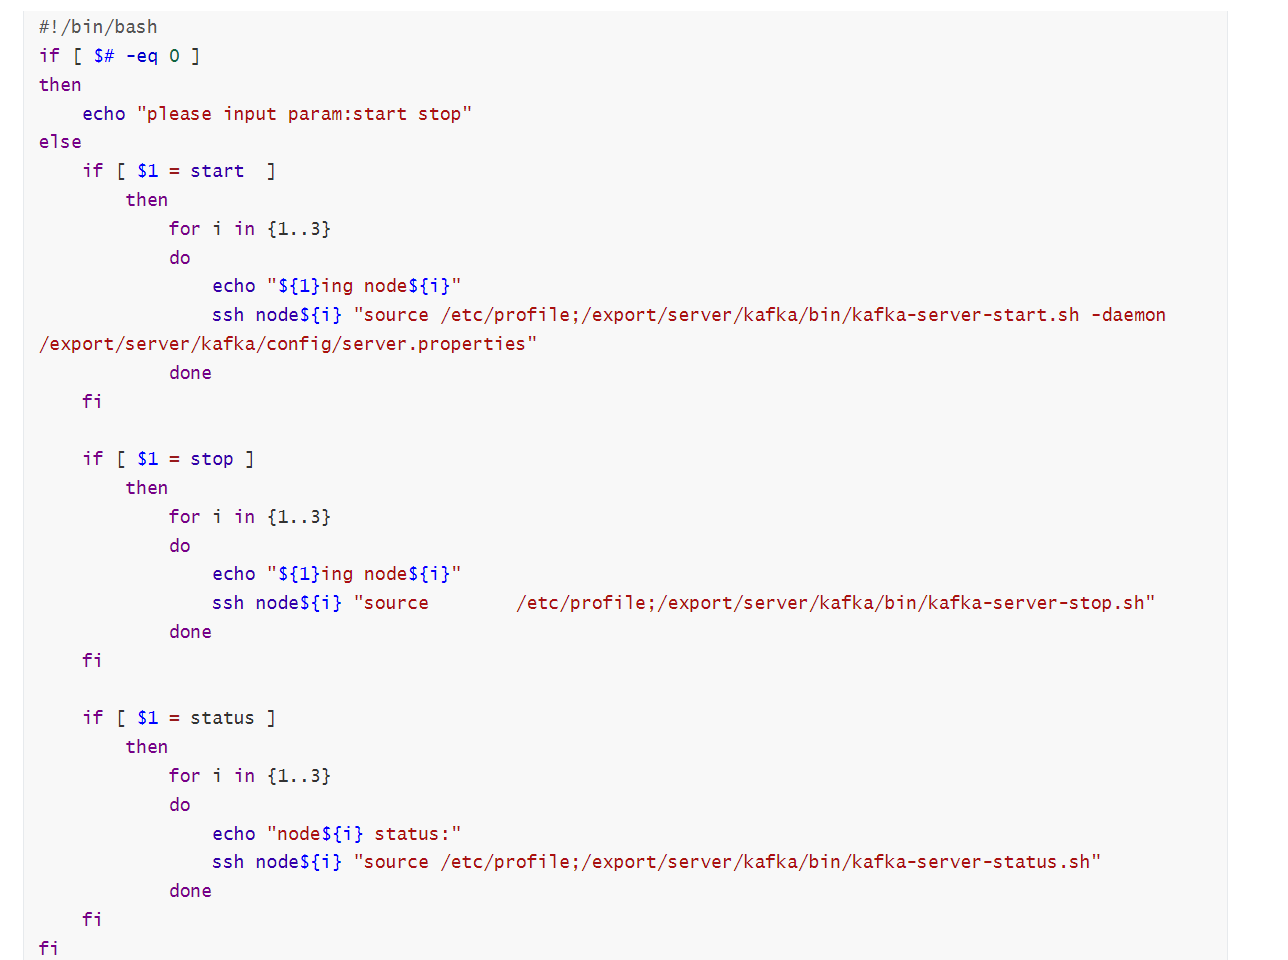 #!/bin/bash
if [ $# -eq 0 ]
then
    echo "please input param:start stop"
else
    if [ $1 = start  ]
        then
            for i in {1..3}
            do
                echo "${1}ing node${i}"
                ssh node${i} "source /etc/profile;/export/server/kafka/bin/kafka-server-start.sh -daemon
/export/server/kafka/config/server.properties"
            done
    fi

    if [ $1 = stop ]
        then
            for i in {1..3}
            do
                echo "${1}ing node${i}"
                ssh node${i} "source        /etc/profile;/export/server/kafka/bin/kafka-server-stop.sh"
            done
    fi

    if [ $1 = status ]
        then
            for i in {1..3}
            do
                echo "node${i} status:"
                ssh node${i} "source /etc/profile;/export/server/kafka/bin/kafka-server-status.sh"
            done
    fi
fi